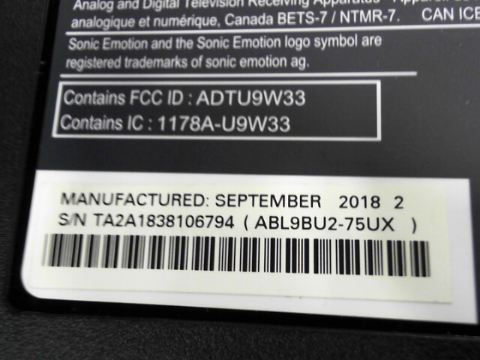 Analog and Digital Television Receiving Apparatus - Appareil de
analogique et numérique, Canada BETS-7 / NTMR-7. CAN ICE
Sonic Emotion and the Sonic Emotion logo symbol are
registered trademarks of sonic emotion ag.
Contains FCC ID : ADTU9W33
Contains IC : 1178A-U9W33
MANUFACTURED: SEPTEMBER 2018 2
S/N TA2A1838106794 ( ABL9BU2-75UX )